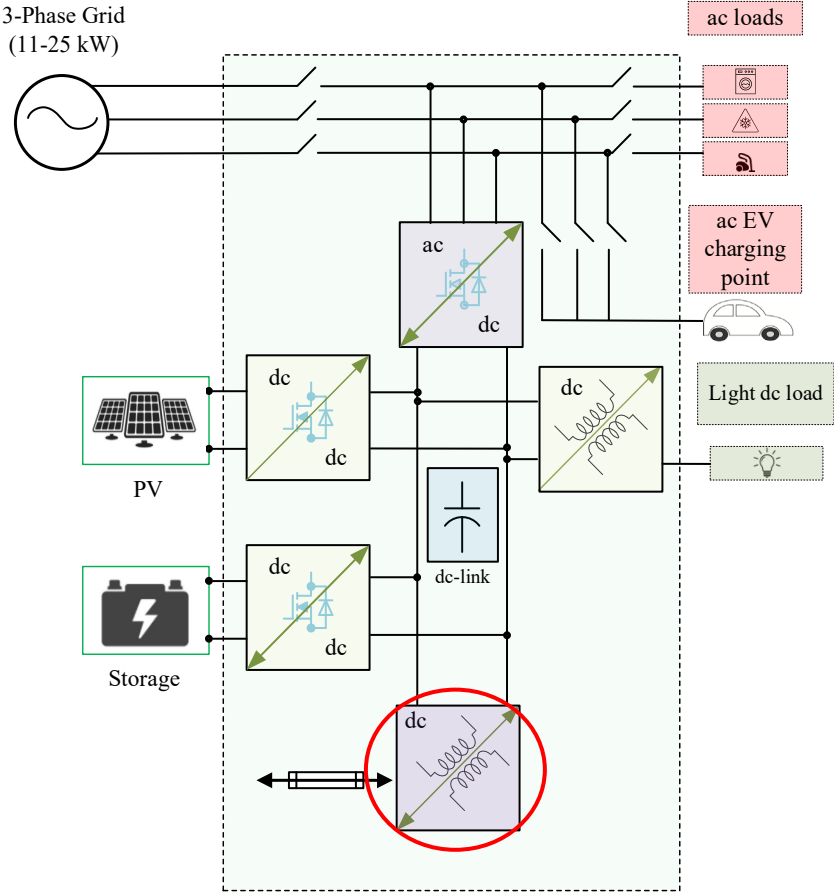 3-Phase Grid
(11-25 kW)
ac loads
ac
dc
ac EV
charging
point
dc
dc
PV
dc
Light dc load
dc-link
dc
dc
Storage
dc